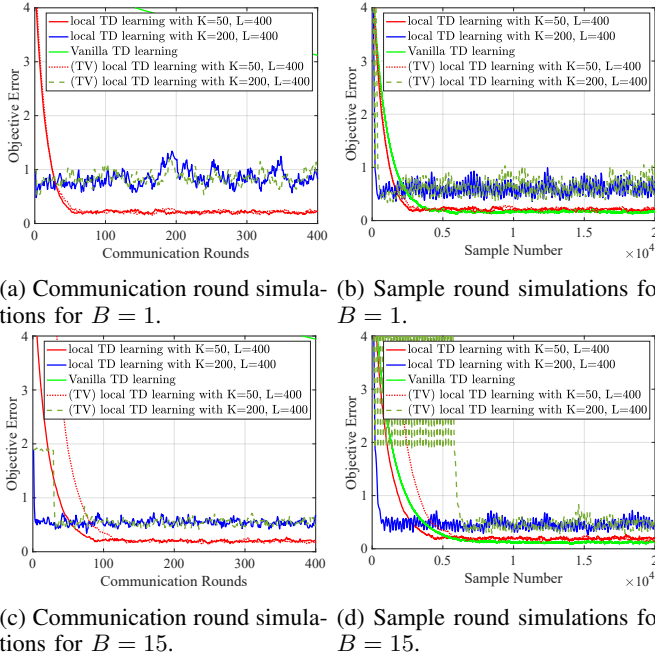 4
3
2
1
0
Objective Error
local TD learning with K=50, L=400
local TD learning with K=200, L=400
Vanilla TD learning
(TV) local TD learning with K=50, L=400
(TV) local TD learning with K=200, L=400
0 100 200 300 400
Communication Rounds
(a) Communication round simula-
tions for B = 1.
4
3
2
1
0
Objective Error
local TD learning with K=50, L=400
local TD learning with K=200, L=400
Vanilla TD learning
(TV) local TD learning with K=50, L=400
(TV) local TD learning with K=200, L=400
0 0.5 1 1.5 2
×10⁴
Sample Number
(b) Sample round simulations fo
B = 1.
4
3
2
1
0
Objective Error
local TD learning with K=50, L=400
local TD learning with K=200, L=400
Vanilla TD learning
(TV) local TD learning with K=50, L=400
(TV) local TD learning with K=200, L=400
0 100 200 300 400
Communication Rounds
(c) Communication round simula-
tions for B = 15.
4
3
2
1
0
Objective Error
local TD learning with K=50, L=400
local TD learning with K=200, L=400
Vanilla TD learning
(TV) local TD learning with K=50, L=400
(TV) local TD learning with K=200, L=400
0 0.5 1 1.5 2
×10⁴
Sample Number
(d) Sample round simulations fo
B = 15.